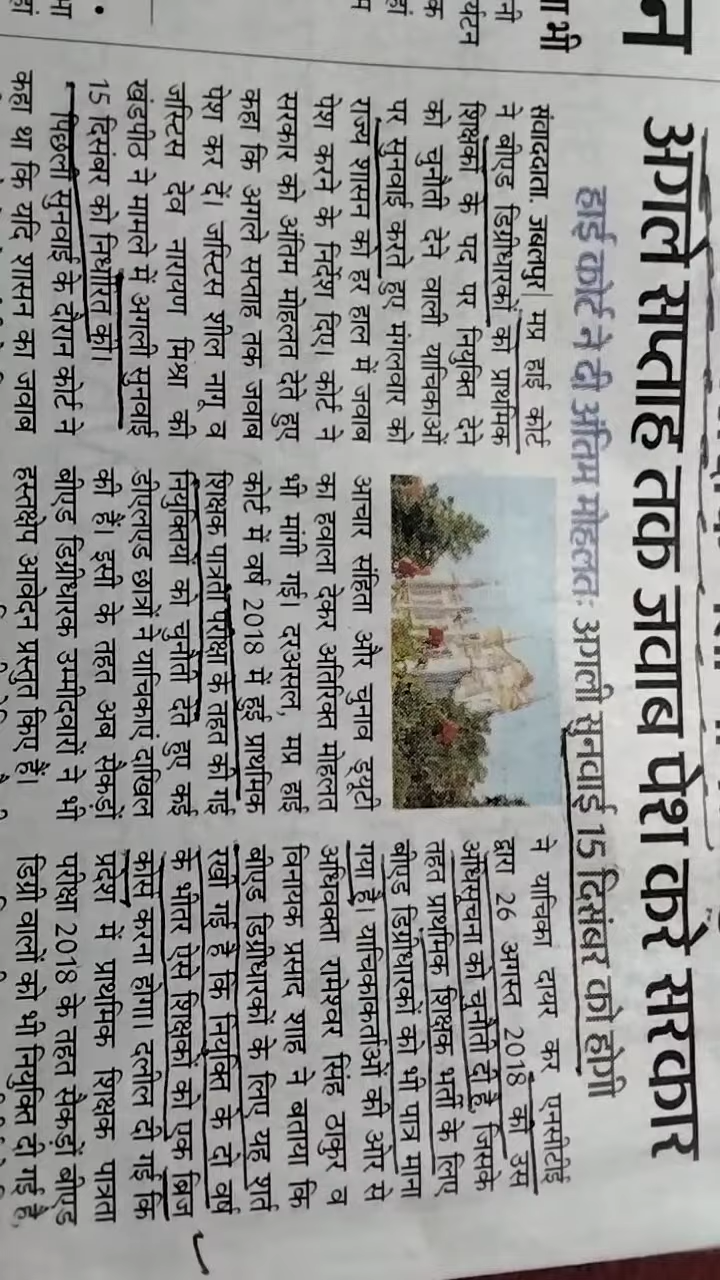 अगले सप्ताह तक जवाब पेश करे सरकार
हाई कोर्ट ने दी अंतिम मोहलत: अगली सुनवाई 15 दिसंबर को होगी
संवाददाता. जबलपुर| मप्र हाई कोर्ट
ने बीएड डिग्रीधारकों को प्राथमिक
शिक्षकों के पद पर नियुक्ति देने
को चुनौती देने वाली याचिकाओं
पर सुनवाई करते हुए मंगलवार को
राज्य शासन को हर हाल में जवाब
पेश करने के निर्देश दिए। कोर्ट ने
सरकार को अंतिम मोहलत देते हुए
कहा कि अगले सप्ताह तक जवाब
पेश कर दें। जस्टिस शील नागू व
जस्टिस देव नारायण मिश्रा की
खंडपीठ ने मामले में अगली सुनवाई
15 दिसंबर को निर्धारित की।
पिछली सुनवाई के दौरान कोर्ट ने
कहा था कि यदि शासन का जवाब
आचार संहिता और चुनाव ड्यूटी
का हवाला देकर अतिरिक्त मोहलत
भी मांगी गई। दरअसल, मप्र हाई
कोर्ट में वर्ष 2018 में हुई प्राथमिक
शिक्षक पात्रता परीक्षा के तहत की गई
नियुक्तियों को चुनौती देते हुए कई
डीएलएड छात्रों ने याचिकाएं दाखिल
की हैं। इसी के तहत अब सैकड़ों
बीएड डिग्रीधारक उम्मीदवारों ने भी
हस्तक्षेप आवेदन प्रस्तुत किए हैं।
ने याचिका दायर कर एनसीटीई
द्वारा 26 अगस्त 2018 की उस
अधिसूचना को चुनौती दी है, जिसके
तहत प्राथमिक शिक्षक भर्ती के लिए
बीएड डिग्रीधारकों को भी पात्र माना
गया है। याचिकाकर्ताओं की ओर से
अधिवक्ता रामेश्वर सिंह ठाकुर व
विनायक प्रसाद शाह ने बताया कि
बीएड डिग्रीधारकों के लिए यह शर्त
रखी गई है कि नियुक्ति के दो वर्ष
के भीतर ऐसे शिक्षकों को एक ब्रिज
कोर्स करना होगा। दलील दी गई कि
प्रदेश में प्राथमिक शिक्षक पात्रता
परीक्षा 2018 के तहत सैकड़ों बीएड
डिग्री वालों को भी नियुक्ति दी गई है,